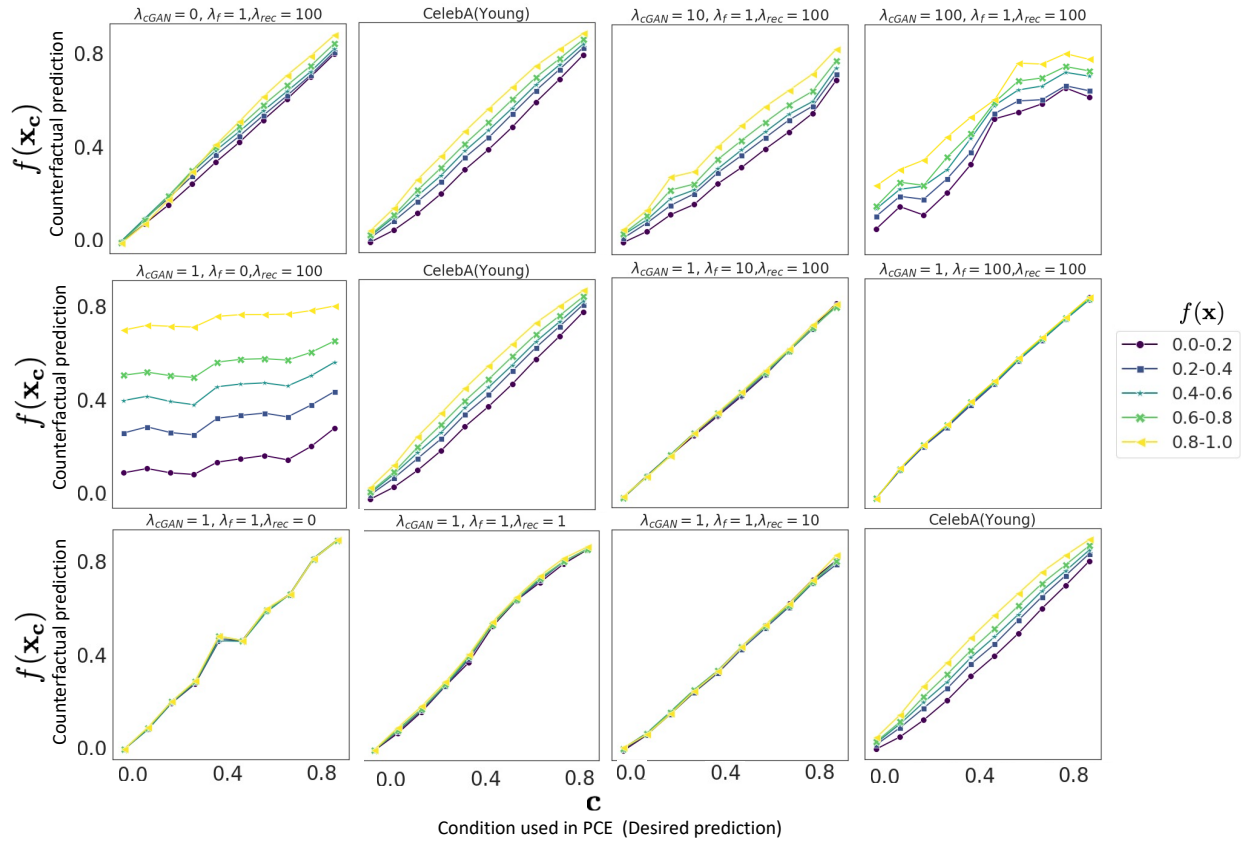 λcGAN = 0, λf = 1,λrec = 100
CelebA(Young)
λcGAN = 10, λf = 1,λrec = 100
λcGAN = 100, λf = 1,λrec = 100
f(xc)
Counterfactual prediction
0.8
0.4
0.0
λcGAN = 1, λf = 0,λrec = 100
CelebA(Young)
λcGAN = 1, λf = 10,λrec = 100
λcGAN = 1, λf = 100,λrec = 100
f(xc)
Counterfactual prediction
0.8
0.4
0.0
f(x)
0.0-0.2
0.2-0.4
0.4-0.6
0.6-0.8
0.8-1.0
λcGAN = 1, λf = 1,λrec = 0
λcGAN = 1, λf = 1,λrec = 1
λcGAN = 1, λf = 1,λrec = 10
CelebA(Young)
f(xc)
Counterfactual prediction
0.8
0.4
0.0
0.0 0.4 0.8
0.0 0.4 0.8
0.0 0.4 0.8
0.0 0.4 0.8
c
Condition used in PCE (Desired prediction)